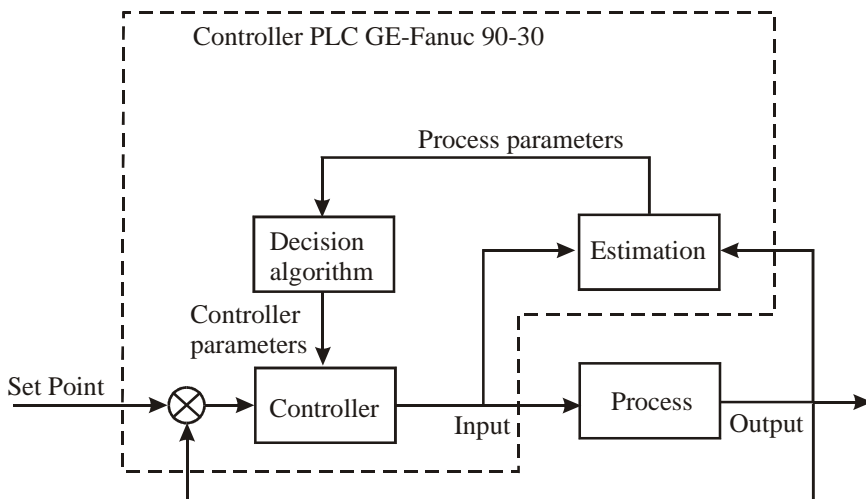 Controller PLC GE-Fanuc 90-30
Process parameters
Decision
algorithm
Estimation
Controller
parameters
Set Point
Controller
Input
Process
Output